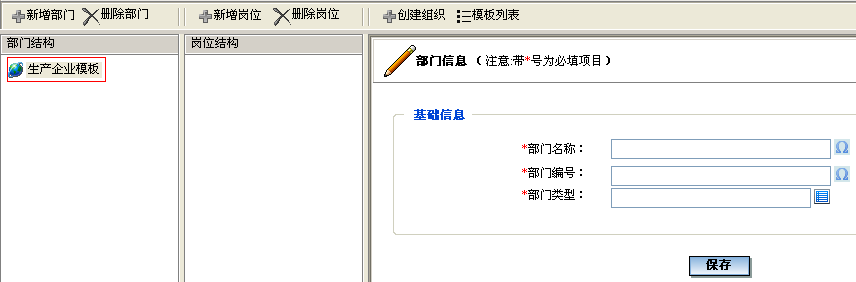 新增部门 删除部门 新增岗位 删除岗位 创建组织 模板列表
部门结构 岗位结构
生产企业模板
部门信息 （注意:带*号为必填项目）
基础信息
*部门名称： Ω
*部门编号： Ω
*部门类型：
保存